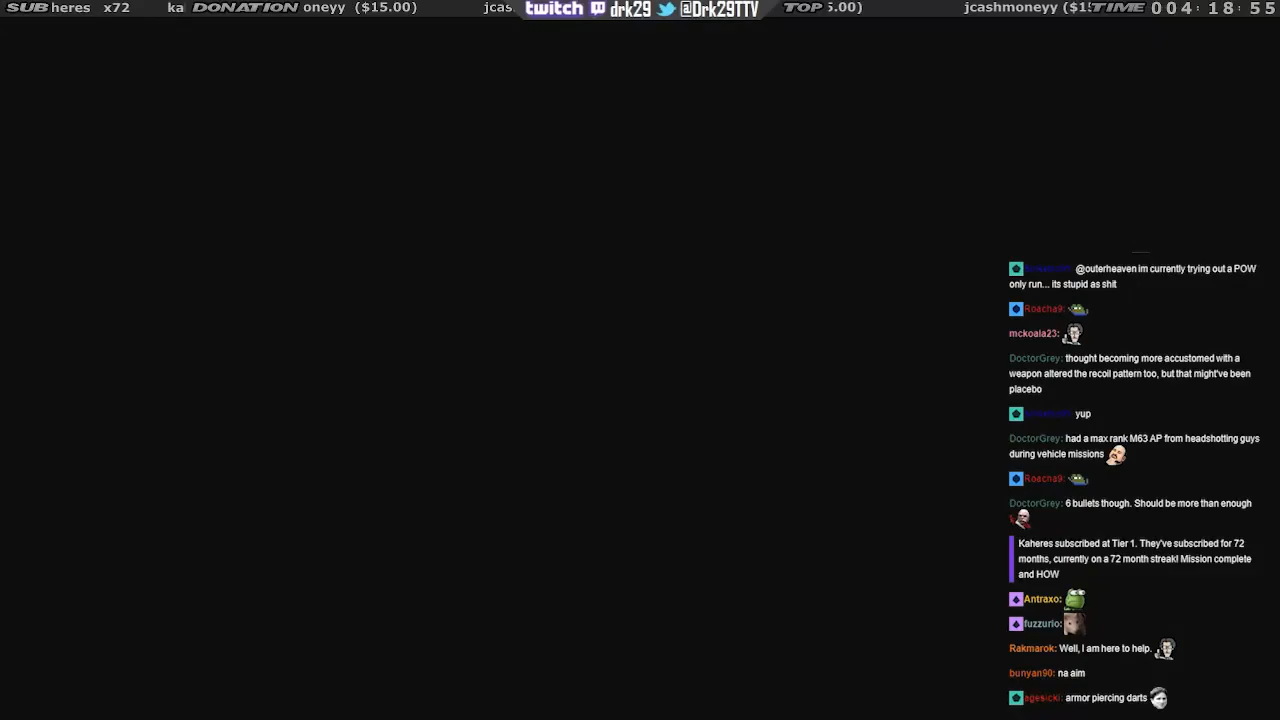 SUB heres x72 ka DONATION oneyy ($15.00) jcas twitch drk29 @Drk29TTV TOP 5.00) jcashmoneyy ($1 TIME 004:18:55
@outerheaven im currently trying out a POW
only run... its stupid as shit
Roacha9:
mckoala23:
DoctorGrey: thought becoming more accustomed with a
weapon altered the recoil pattern too, but that might've been
placebo
yup
DoctorGrey: had a max rank M63 AP from headshotting guys
during vehicle missions
Roacha9:
DoctorGrey: 6 bullets though. Should be more than enough
Kaheres subscribed at Tier 1. They've subscribed for 72
months, currently on a 72 month streak! Mission complete
and HOW
Antraxo:
fuzzurio:
Rakmarok: Well, I am here to help.
bunyan90: na aim
agesicki: armor piercing darts